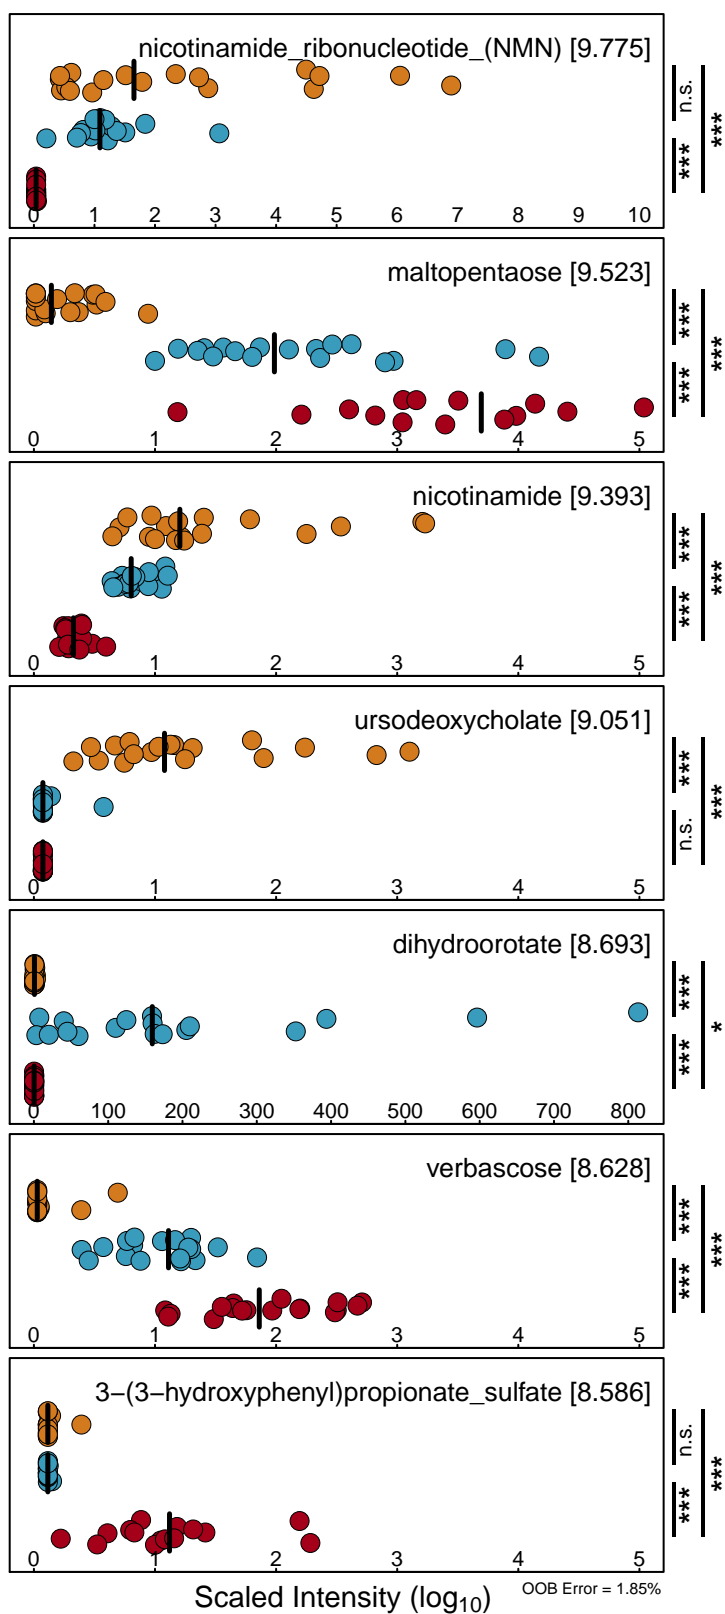 nicotinamide_ribonucleotide_(NMN) [9.775]
n.s.
***
***
0 1 2 3 4 5 6 7 8 9 10
maltopentaose [9.523]
***
***
***
0 1 2 3 4 5
nicotinamide [9.393]
***
***
***
0 1 2 3 4 5
ursodeoxycholate [9.051]
***
n.s.
***
0 1 2 3 4 5
dihydroorotate [8.693]
***
***
*
0 100 200 300 400 500 600 700 800
verbascose [8.628]
***
***
***
0 1 2 3 4 5
3−(3−hydroxyphenyl)propionate_sulfate [8.586]
n.s.
***
***
0 1 2 3 4 5
Scaled Intensity (log₁₀)
OOB Error = 1.85%